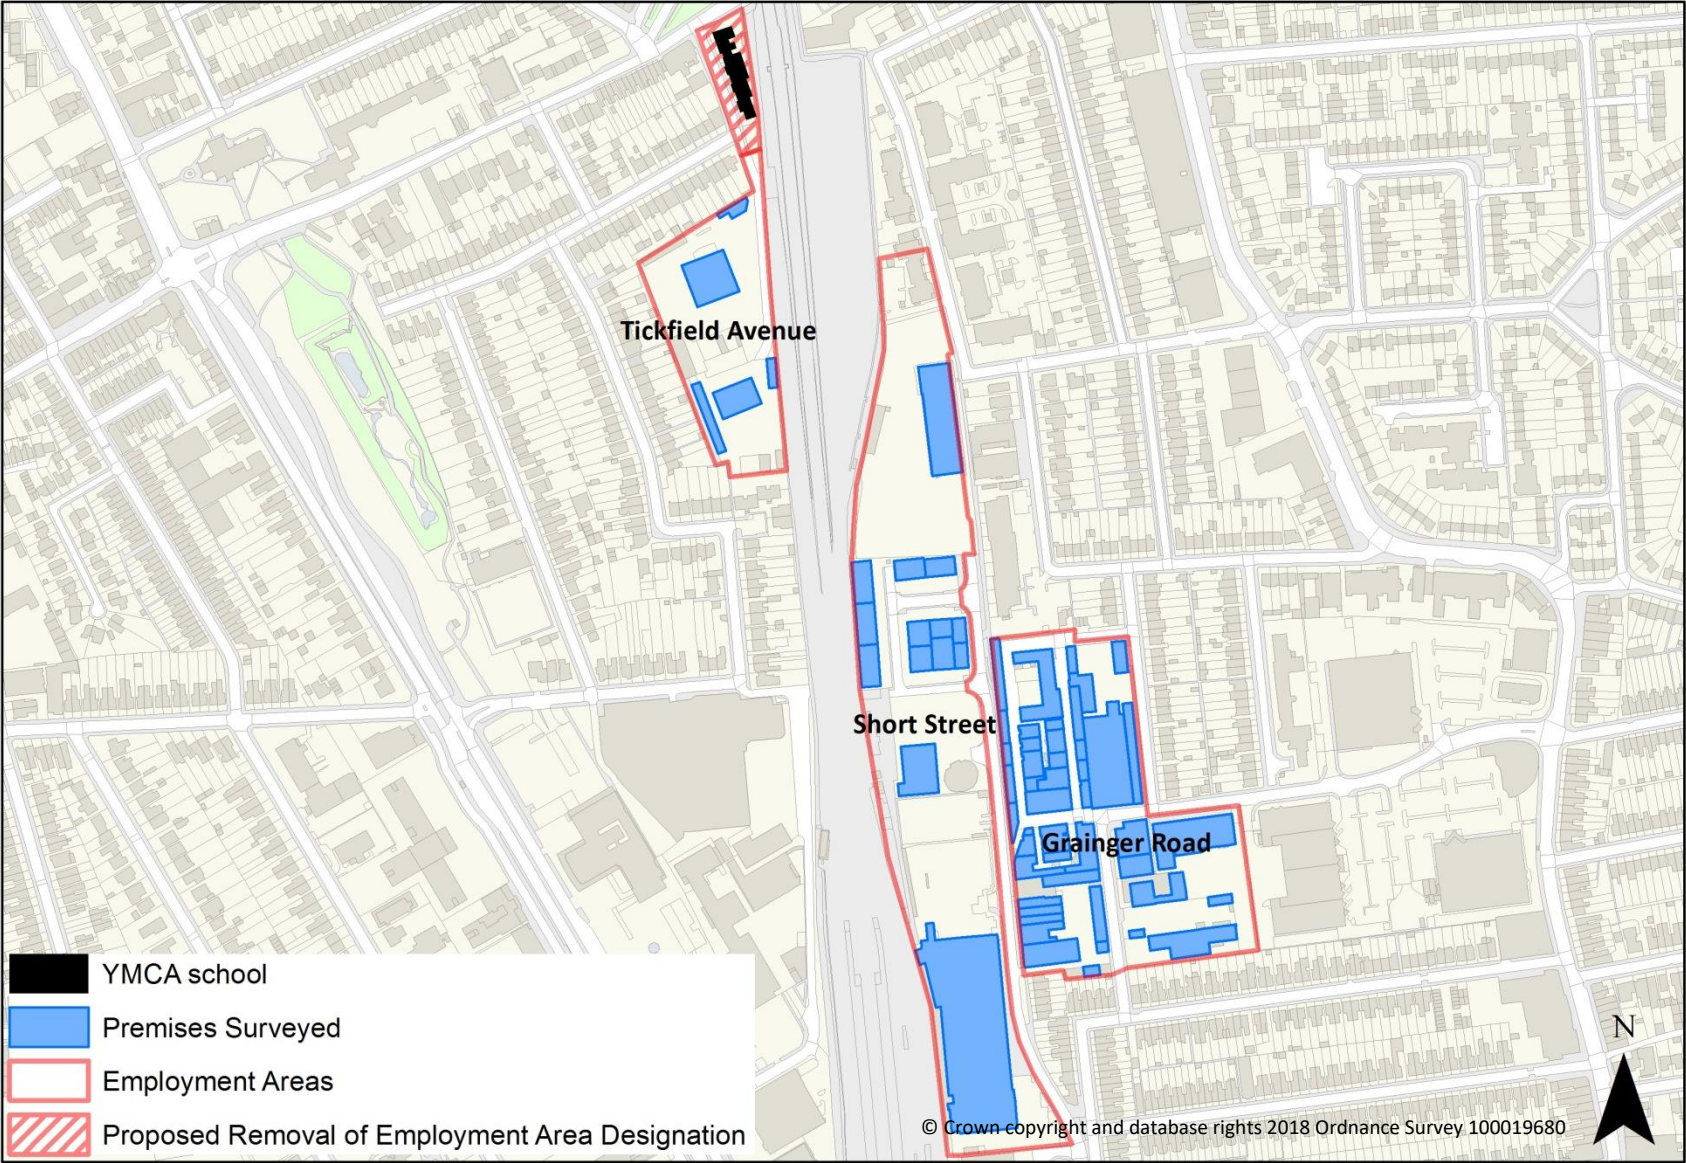 Tickfield Avenue
Short Street
Grainger Road
YMCA school
Premises Surveyed
Employment Areas
Proposed Removal of Employment Area Designation
N
© Crown copyright and database rights 2018 Ordnance Survey 100019680